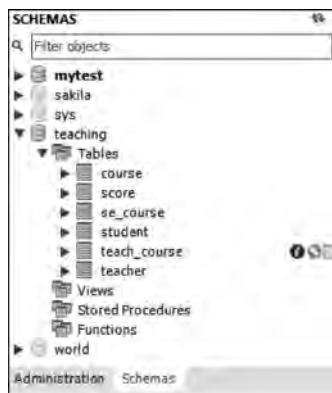 SCHEMAS
Filter objects
mytest
sakila
sys
teaching
Tables
course
score
se_course
student
teach_course
teacher
Views
Stored Procedures
Functions
world
Administration Schemas